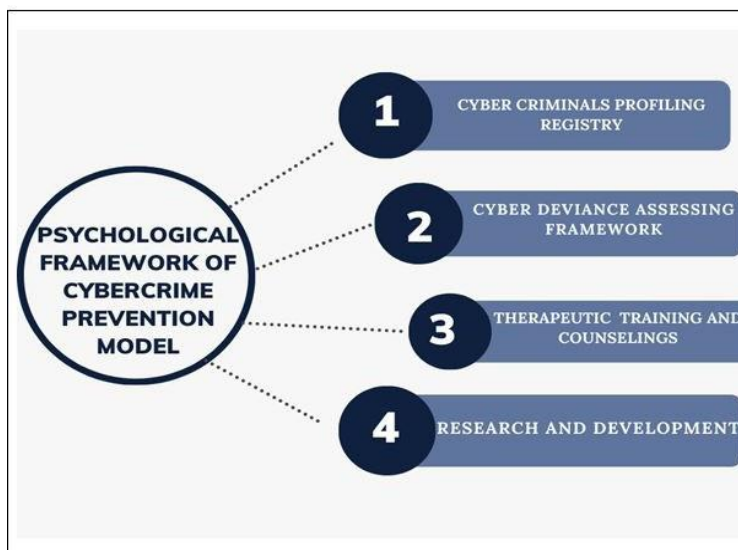 PSYCHOLOGICAL
FRAMEWORK OF
CYBERCRIME
PREVENTION
MODEL
1
CYBER CRIMINALS PROFILING
REGISTRY
2
CYBER DEVIANCE ASSESSING
FRAMEWORK
3
THERAPEUTIC TRAINING AND
COUNSELINGS
4
RESEARCH AND DEVELOPMENT